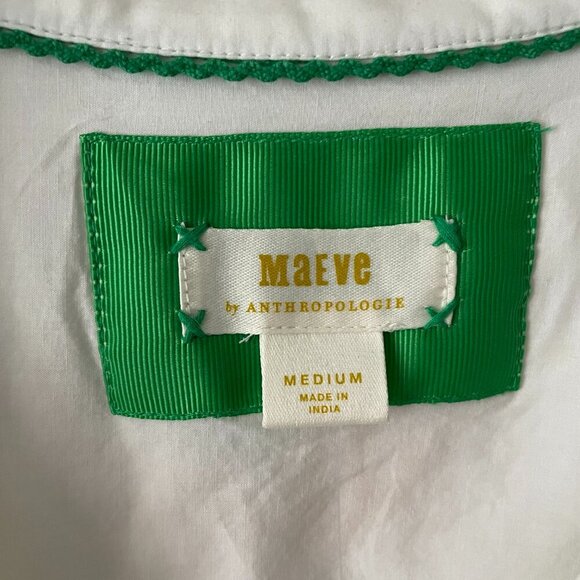 MaEVe
by ANTHROPOLOGIE
MEDIUM
MADE IN
INDIA